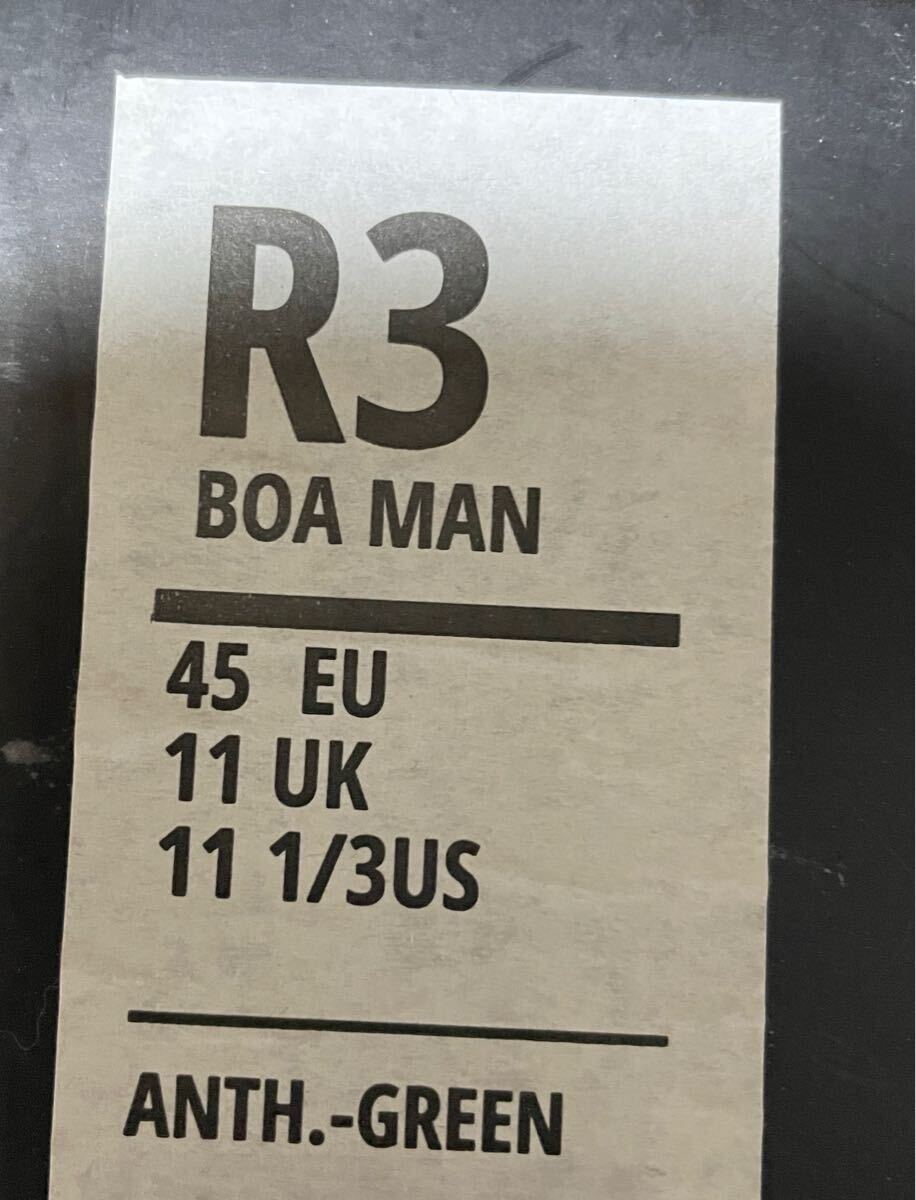 R3
BOA MAN
45 EU
11 UK
11 1/3US
ANTH.-GREEN